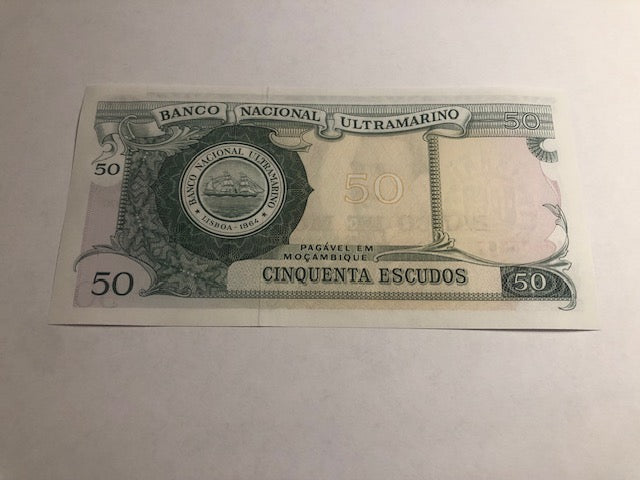 BANCO NACIONAL ULTRAMARINO
50
50
BANCO NACIONAL ULTRAMARINO
LISBOA - 1864
50
PAGÁVEL EM
MOÇAMBIQUE
50
CINQUENTA ESCUDOS
50